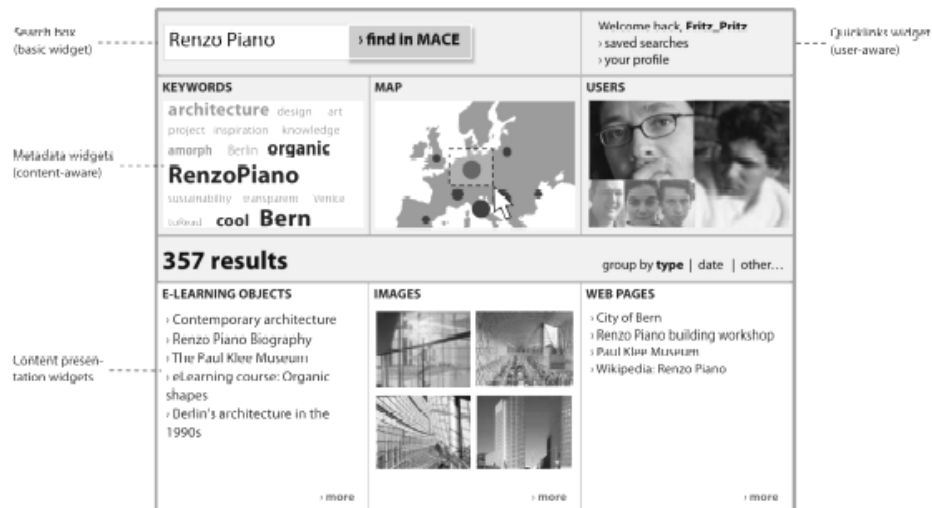 Search box
(basic widget)
Renzo Piano
› find in MACE
Welcome back, Fritz_Pritz
› saved searches
› your profile
Quicklinks widget
(user-aware)
KEYWORDS
architecture design art
project inspiration knowledge
amorph Berlin organic
RenzoPiano
sustainability transparent Venice
toRead cool Bern
Metadata widgets
(content-aware)
MAP
USERS
357 results
group by type | date | other...
E-LEARNING OBJECTS
› Contemporary architecture
› Renzo Piano Biography
› The Paul Klee Museum
› eLearning course: Organic
shapes
› Berlin's architecture in the
1990s
› more
Content presen-
tation widgets
IMAGES
› more
WEB PAGES
› City of Bern
› Renzo Piano building workshop
› Paul Klee Museum
› Wikipedia: Renzo Piano
› more